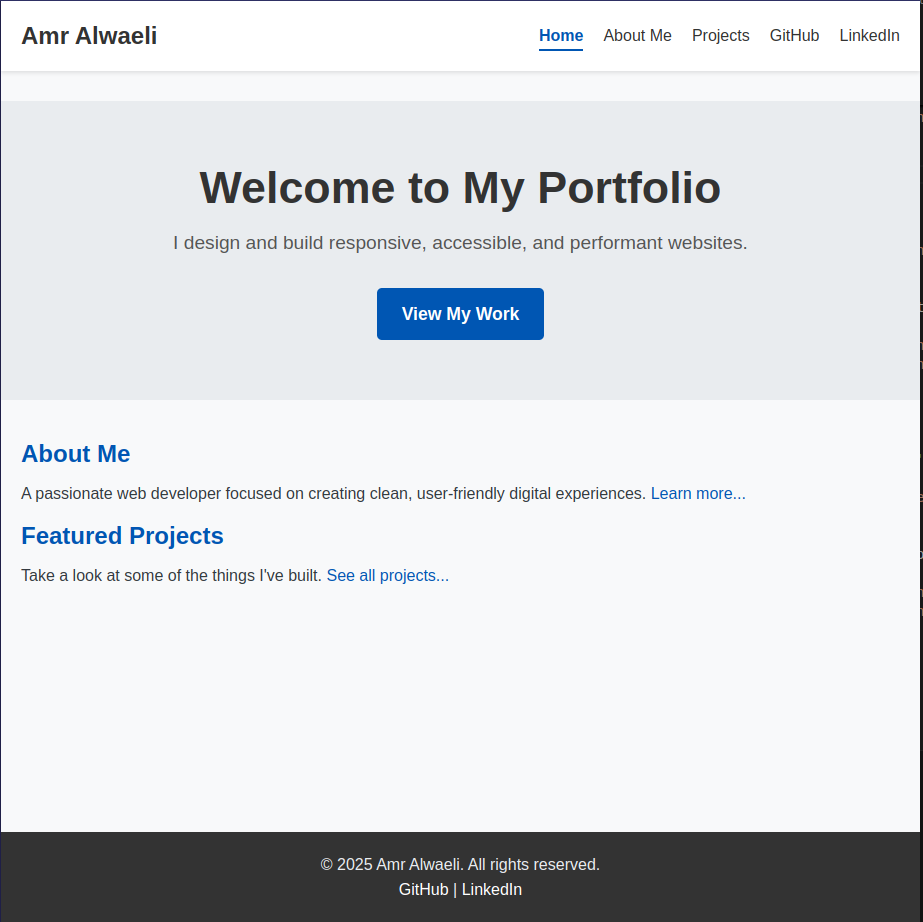 Amr Alwaeli
Home About Me Projects GitHub LinkedIn
Welcome to My Portfolio
I design and build responsive, accessible, and performant websites.
View My Work
About Me
A passionate web developer focused on creating clean, user-friendly digital experiences. Learn more...
Featured Projects
Take a look at some of the things I've built. See all projects...
© 2025 Amr Alwaeli. All rights reserved.
GitHub | LinkedIn